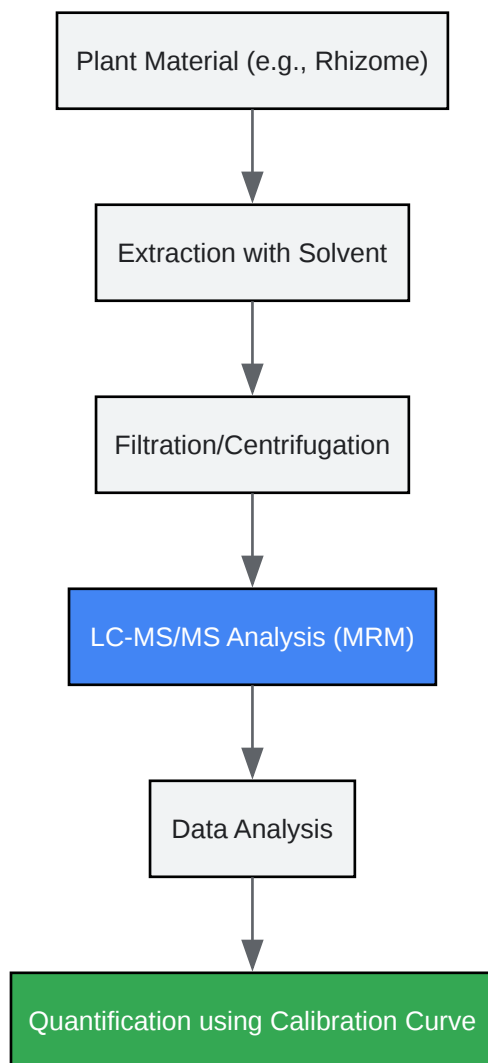 Plant Material (e.g., Rhizome)
Extraction with Solvent
Filtration/Centrifugation
LC-MS/MS Analysis (MRM)
Data Analysis
Quantification using Calibration Curve